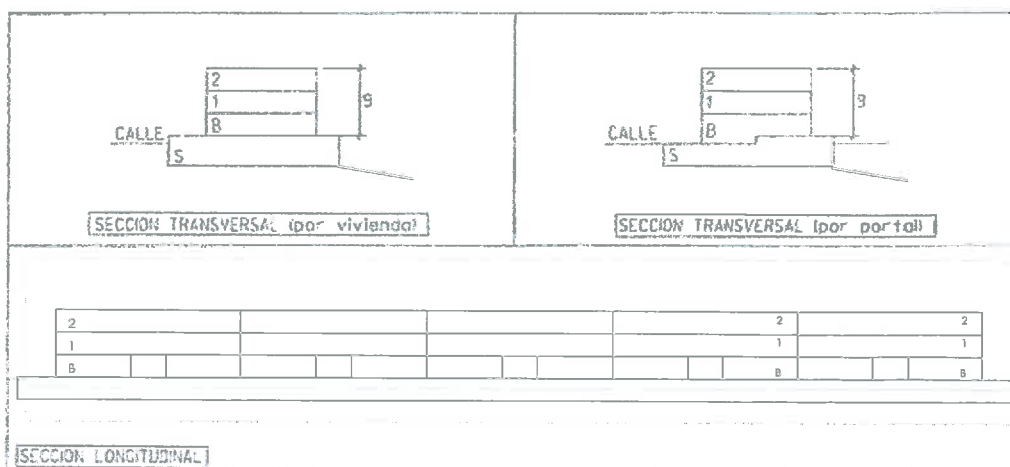 2
1
B
9
CALLE
S
SECCION TRANSVERSAL (por vivienda)
2
1
B
9
CALLE
S
SECCION TRANSVERSAL (por portal)
2 2 2
1 1 1
B B B
SECCION LONGITUDINAL